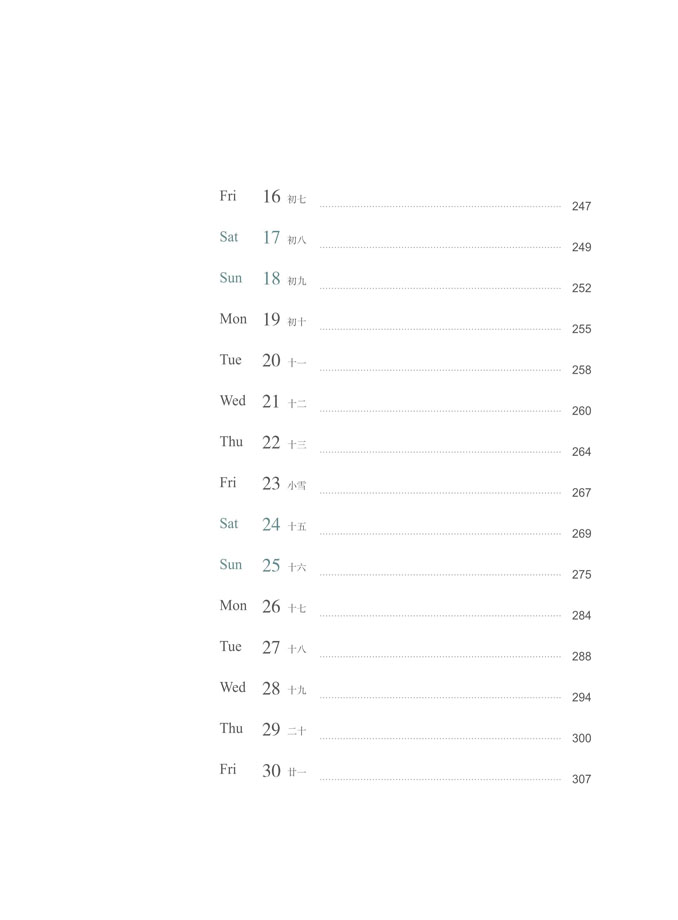 Fri 16 初七 247
Sat 17 初八 249
Sun 18 初九 252
Mon 19 初十 255
Tue 20 十一 258
Wed 21 十二 260
Thu 22 十三 264
Fri 23 小雪 267
Sat 24 十五 269
Sun 25 十六 275
Mon 26 十七 284
Tue 27 十八 288
Wed 28 十九 294
Thu 29 二十 300
Fri 30 廿一 307